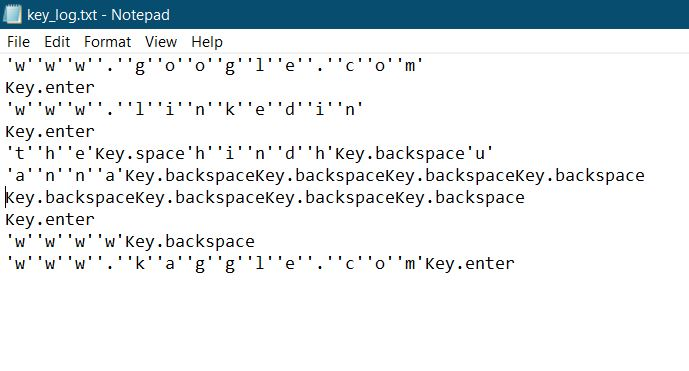 key_log.txt - Notepad
File Edit Format View Help
'w''w''w''.''g''o''o''g''l''e''.''c''o''m'
Key.enter
'w''w''w''.''l''i''n''k''e''d''i''n'
Key.enter
't''h''e'Key.space'h''i''n''d''h'Key.backspace'u'
'a''n''n''a'Key.backspaceKey.backspaceKey.backspaceKey.backspace
Key.backspaceKey.backspaceKey.backspaceKey.backspace
Key.enter
'w''w''w''w'Key.backspace
'w''w''w''.''k''a''g''g''l''e''.''c''o''m'Key.enter